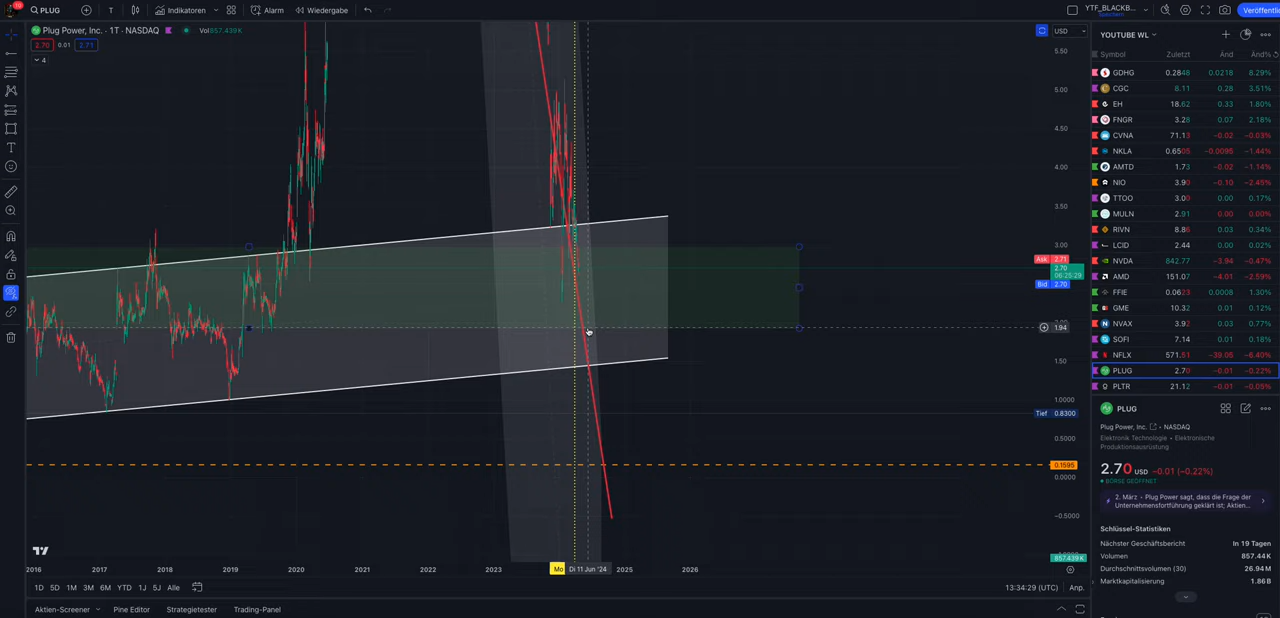 10 PLUG Indikatoren Alarm Wiedergabe YTF_BLACKB... Speichert Veröffentlic
Plug Power, Inc. · 1T · NASDAQ Vol 857.439 K
2.70 0.01 2.71
4
USD
5.50
5.00
4.50
4.00
3.50
3.00
Ask 2.71
2.70
06:25:29
Bid 2.70
1.94
1.50
1.0000
Tief 0.8300
0.5000
0.1595
0.0000
−0.5000
857.439 K
2016 2017 2018 2019 2020 2021 2022 2023 Mo Di 11 Jun '24 2025 2026
1D 5D 1M 3M 6M YTD 1J 5J Alle 13:34:29 (UTC) Anp.
Aktien-Screener Pine Editor Strategietester Trading-Panel
YOUTUBE WL
Symbol Zuletzt Änd Änd%
GDHG 0.2848 0.0218 8.29%
CGC 8.11 0.28 3.51%
EH 18.62 0.33 1.80%
FNGR 3.28 0.07 2.18%
CVNA 71.13 −0.02 −0.03%
NKLA 0.6505 −0.0095 −1.44%
AMTD 1.73 −0.02 −1.14%
NIO 3.90 −0.10 −2.45%
TTOO 3.00 0.00 0.17%
MULN 2.91 0.00 0.00%
RIVN 8.86 0.03 0.34%
LCID 2.44 0.00 0.02%
NVDA 842.77 −3.94 −0.47%
AMD 151.07 −4.01 −2.59%
FFIE 0.0623 0.0008 1.30%
GME 10.32 0.01 0.12%
NVAX 3.92 0.03 0.77%
SOFI 7.14 0.01 0.18%
NFLX 571.51 −39.05 −6.40%
PLUG 2.70 −0.01 −0.22%
PLTR 21.12 −0.01 −0.05%
PLUG
Plug Power, Inc. · NASDAQ
Elektronik Technologie · Elektronische
Produktionsausrüstung
2.70 USD −0.01 (−0.22%)
BÖRSE GEÖFFNET
2. März · Plug Power sagt, dass die Frage der
Unternehmensfortführung geklärt ist; Aktien...
Schlüssel-Statistiken
Nächster Geschäftsbericht In 19 Tagen
Volumen 857.44K
Durchschnittsvolumen (30) 26.94 M
Marktkapitalisierung 1.86 B